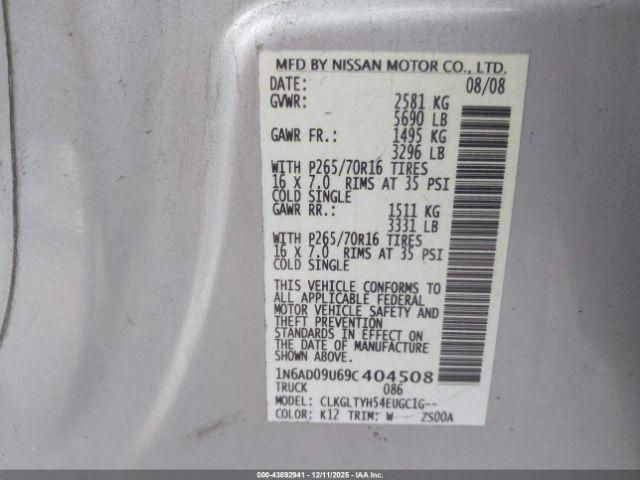 MFD BY NISSAN MOTOR CO., LTD.
DATE: 08/08
GVWR: 2581 KG
5690 LB
GAWR FR.: 1495 KG
3296 LB
WITH P265/70R16 TIRES
16 X 7.0 RIMS AT 35 PSI
COLD SINGLE
GAWR RR.: 1511 KG
3331 LB
WITH P265/70R16 TIRES
16 X 7.0 RIMS AT 35 PSI
COLD SINGLE
THIS VEHICLE CONFORMS TO
ALL APPLICABLE FEDERAL
MOTOR VEHICLE SAFETY AND
THEFT PREVENTION
STANDARDS IN EFFECT ON
THE DATE OF MANUFACTURE
SHOWN ABOVE.
1N6AD09U69C404508
TRUCK 086
MODEL: CLKGLTYH54EUGC1G--
COLOR: K12 TRIM: W ZS00A
000-43892941 - 12/11/2025 - IAAI.COM